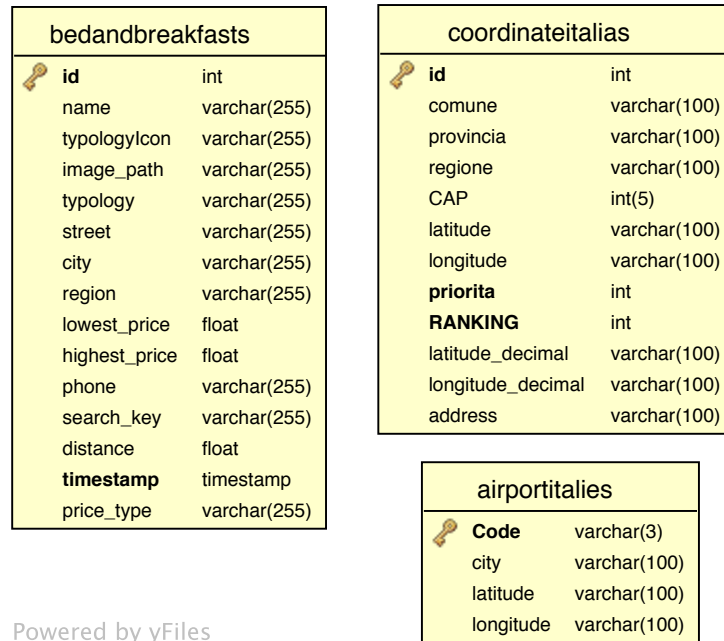 bedandbreakfasts
id int
name varchar(255)
typologyIcon varchar(255)
image_path varchar(255)
typology varchar(255)
street varchar(255)
city varchar(255)
region varchar(255)
lowest_price float
highest_price float
phone varchar(255)
search_key varchar(255)
distance float
timestamp timestamp
price_type varchar(255)
coordinateitalias
id int
comune varchar(100)
provincia varchar(100)
regione varchar(100)
CAP int(5)
latitude varchar(100)
longitude varchar(100)
priorita int
RANKING int
latitude_decimal varchar(100)
longitude_decimal varchar(100)
address varchar(100)
airportitalies
Code varchar(3)
city varchar(100)
latitude varchar(100)
longitude varchar(100)
Powered by yFiles